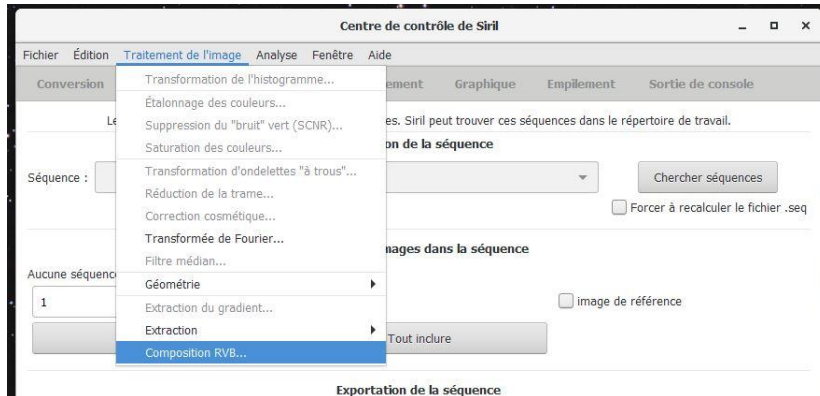 Centre de contrôle de Siril
Fichier Édition Traitement de l'image Analyse Fenêtre Aide
Conversion Graphique Empilement Sortie de console
Transformation de l'histogramme...
Étalonnage des couleurs...
Suppression du "bruit" vert (SCNR)...
es. Siril peut trouver ces séquences dans le répertoire de travail.
Saturation des couleurs...
on de la séquence
Transformation d'ondelettes "à trous"...
Séquence :
Chercher séquences
Réduction de la trame...
Correction cosmétique...
Forcer à recalculer le fichier .seq
Transformée de Fourier...
images dans la séquence
Filtre médian...
Aucune séquence
Géométrie
1
image de référence
Extraction du gradient...
Extraction
Tout inclure
Composition RVB...
Exportation de la séquence